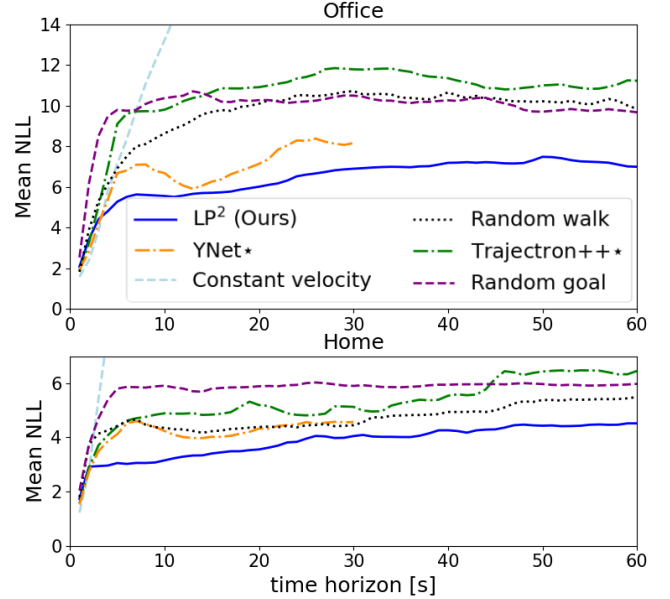 Office
14
12
10
8
6
4
2
0
Mean NLL
LP² (Ours)
YNet⋆
Constant velocity
Random walk
Trajectron++⋆
Random goal
0 10 20 30 40 50 60
Home
6
4
2
0
Mean NLL
0 10 20 30 40 50 60
time horizon [s]